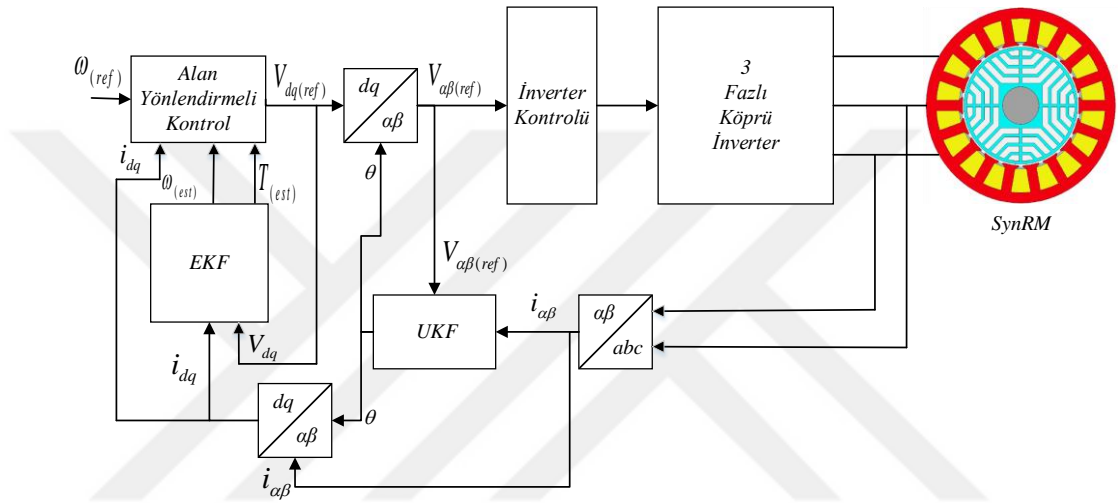 ω(ref)
Alan
Yönlendirmeli
Kontrol
Vdq(ref)
dq
αβ
Vαβ(ref)
İnverter
Kontrolü
3
Fazlı
Köprü
İnverter
SynRM
idq
ω(est)
T(est)
θ
EKF
Vαβ(ref)
UKF
iαβ
αβ
abc
Vdq
idq
dq
αβ
θ
iαβ